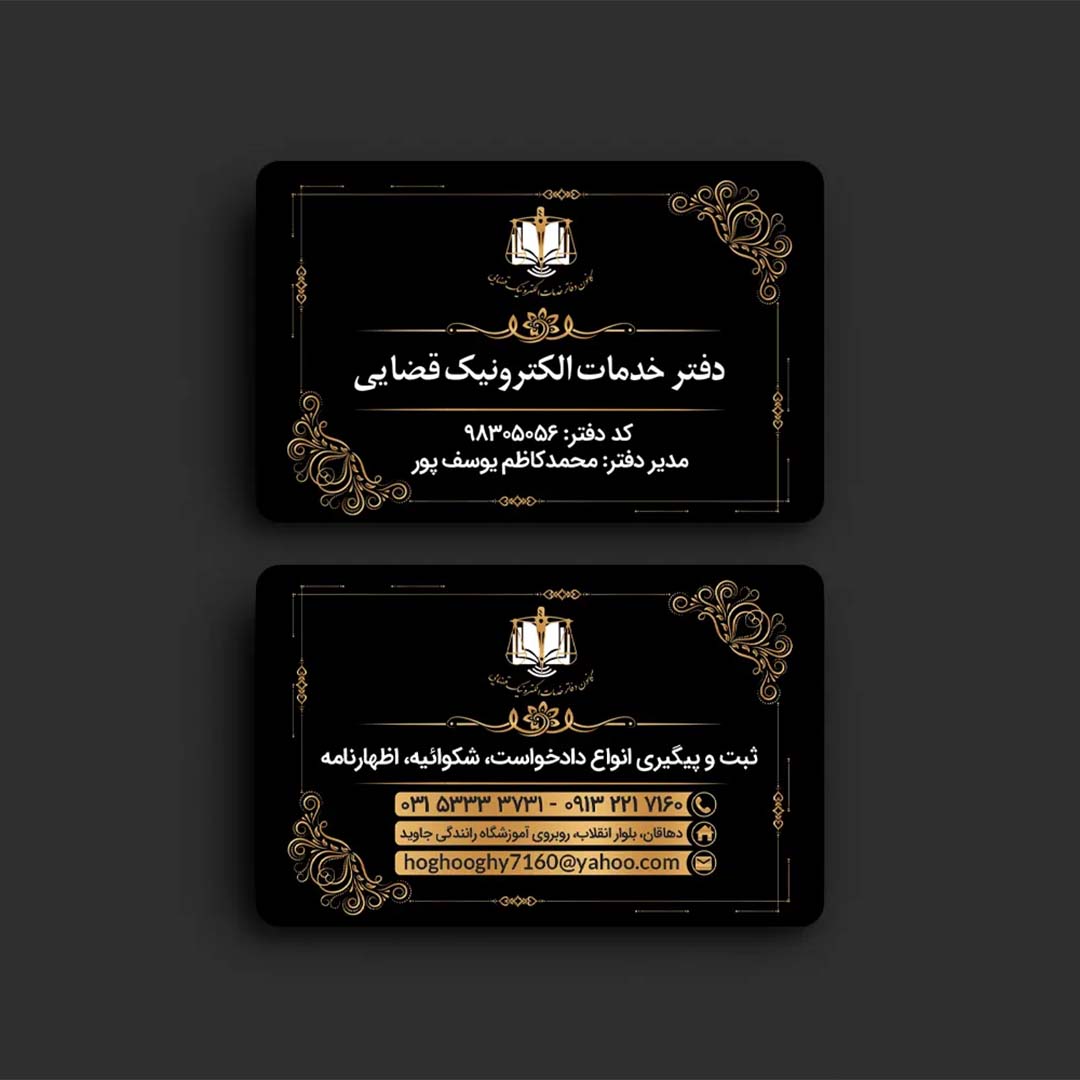 کانون دفاتر خدمات الکترونیک قضایی
دفتر خدمات الکترونیک قضایی
کد دفتر: ۹۸۳۰۵۰۵۶
مدیر دفتر: محمدکاظم یوسف پور
کانون دفاتر خدمات الکترونیک قضایی
ثبت و پیگیری انواع دادخواست، شکوائیه، اظهارنامه
۰۳۱ ۵۳۳۳ ۳۷۳۱ - ۰۹۱۳ ۲۲۱ ۷۱۶۰
دهاقان، بلوار انقلاب، روبروی آموزشگاه رانندگی جاوید
hoghooghy7160@yahoo.com